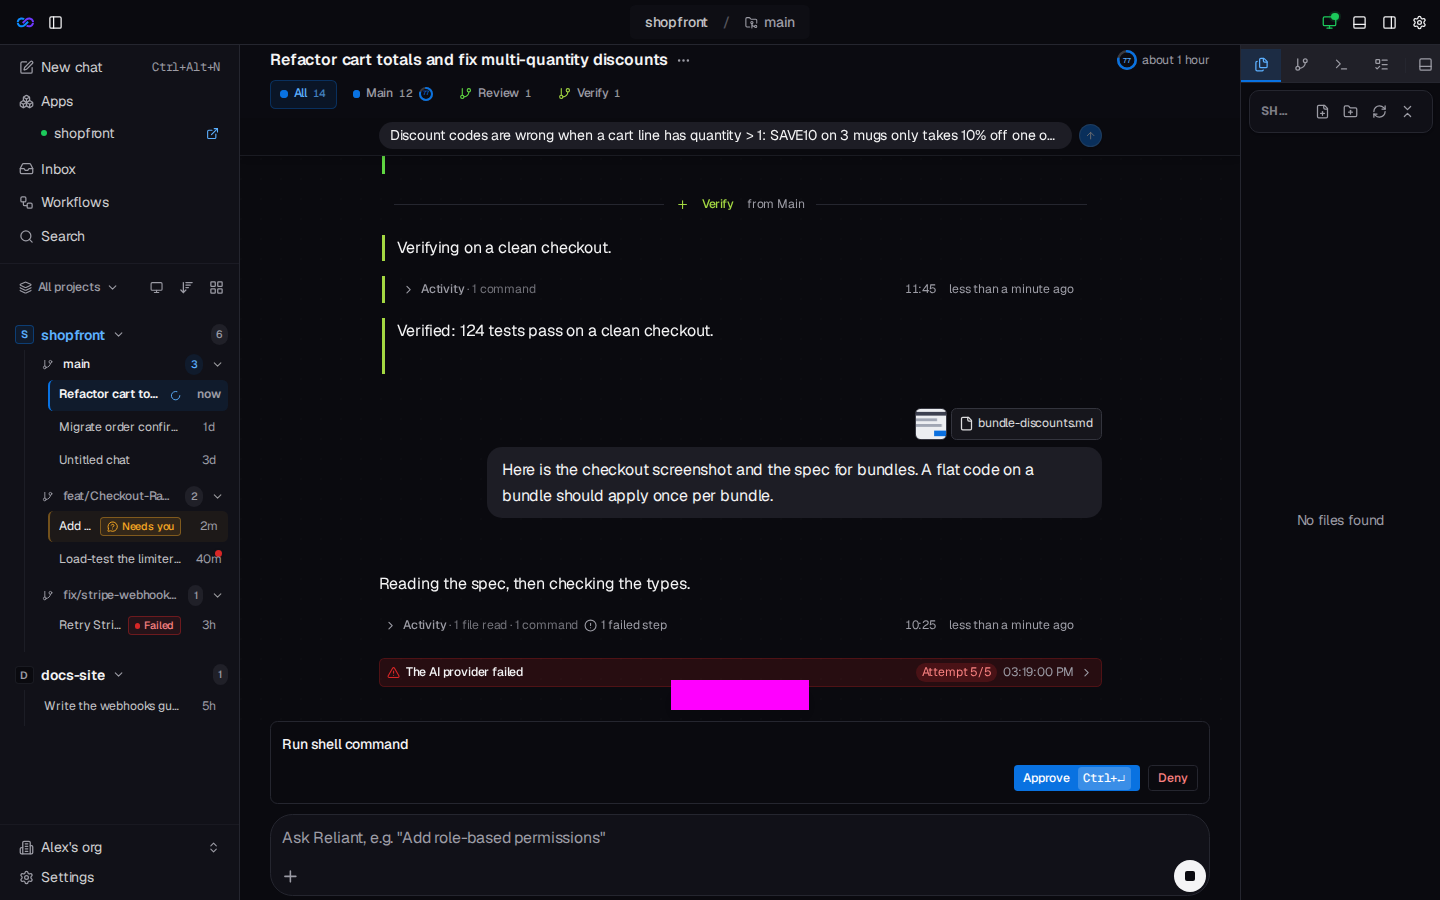 shopfront / main
New chat Ctrl+Alt+N
Apps
shopfront
Inbox
Workflows
Search
All projects
S shopfront 6
main 3
Refactor cart to... now
Migrate order confir... 1d
Untitled chat 3d
feat/Checkout-Ra... 2
Add ... Needs you 2m
Load-test the limiter... 40m
fix/stripe-webhook... 1
Retry Stri... Failed 3h
D docs-site 1
Write the webhooks gu... 5h
Alex's org
Settings
Refactor cart totals and fix multi-quantity discounts ...
77 about 1 hour
All 14 Main 12 Review 1 Verify 1
Discount codes are wrong when a cart line has quantity > 1: SAVE10 on 3 mugs only takes 10% off one o...
Verify from Main
Verifying on a clean checkout.
Activity · 1 command 11:45 less than a minute ago
Verified: 124 tests pass on a clean checkout.
bundle-discounts.md
Here is the checkout screenshot and the spec for bundles. A flat code on a
bundle should apply once per bundle.
Reading the spec, then checking the types.
Activity · 1 file read · 1 command 1 failed step 10:25 less than a minute ago
The AI provider failed Attempt 5/5 03:19:00 PM
Run shell command
Approve Ctrl+↵ Deny
Ask Reliant, e.g. "Add role-based permissions"
SH...
No files found